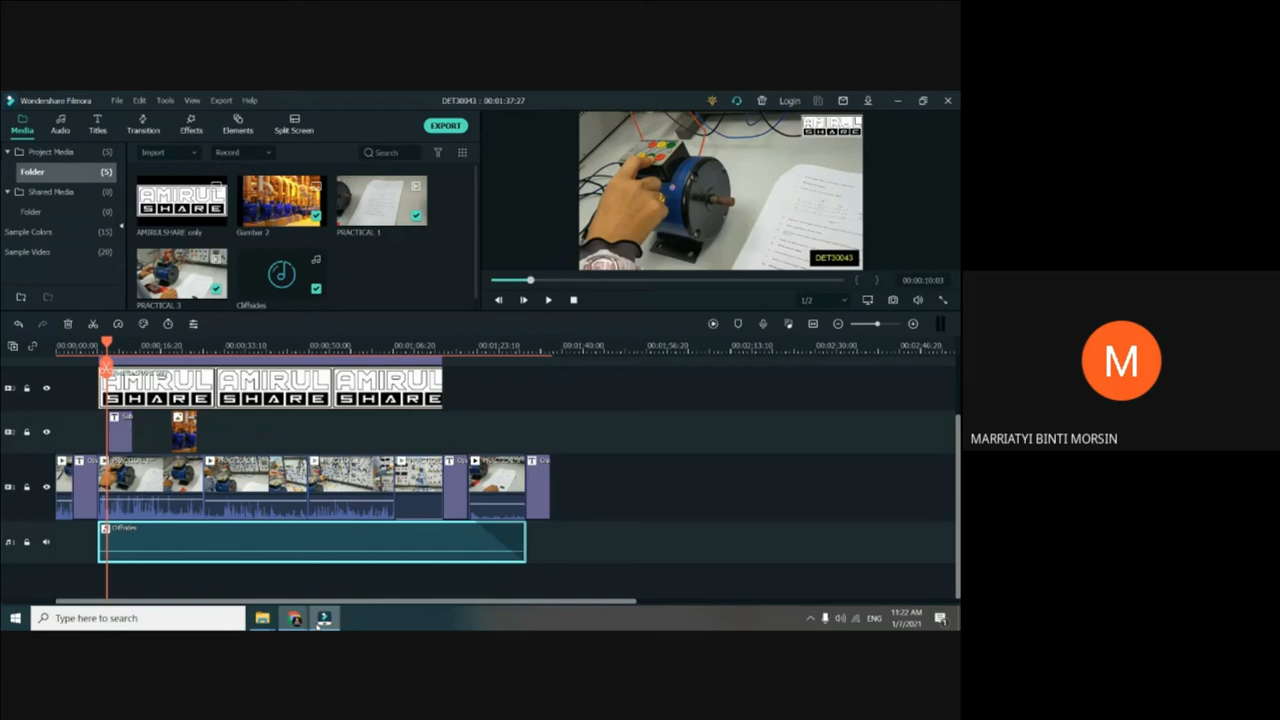 Wondershare Filmora File Edit Tools View Export Help DET30043 : 00:01:37:27 Login
Media Audio Titles Transition Effects Elements Split Screen EXPORT
Project Media (5) Import Record Search
Folder (5)
Shared Media (0)
Folder (0)
Sample Colors (15)
Sample Video (20)
AMIRUL
SHARE
AMIRULSHARE only Gambar 2 PRACTICAL 1
PRACTICAL 3 Cliffsides
AMIRUL
SHARE
DET30043
00:00:10:03
1/2
00:00:00:00 00:00:16:20 00:00:33:10 00:00:50:00 00:01:06:20 00:01:23:10 00:01:40:00 00:01:56:20 00:02:13:10 00:02:30:00 00:02:46:20
AMIRUL AMIRUL AMIRUL
SHARE SHARE SHARE
Cliffsides
Type here to search
ENG
11:22 AM
1/7/2021
M
MARRIATYI BINTI MORSIN